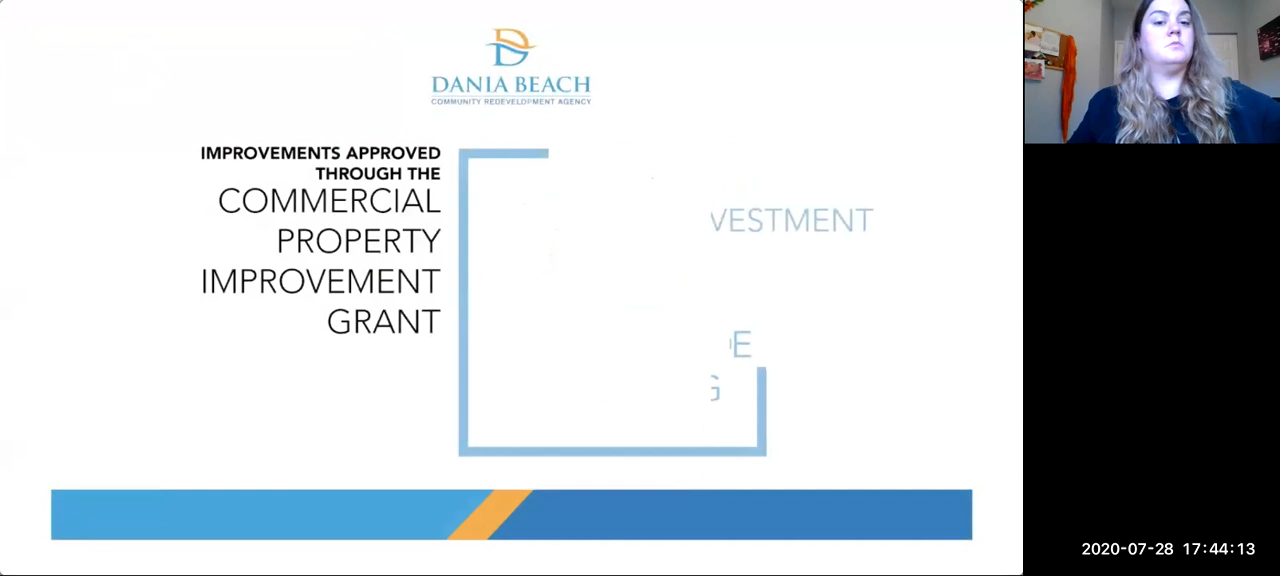 DANIA BEACH
COMMUNITY REDEVELOPMENT AGENCY
IMPROVEMENTS APPROVED
THROUGH THE
COMMERCIAL
PROPERTY
IMPROVEMENT
GRANT
VESTMENT
E
G
2020-07-28 17:44:13